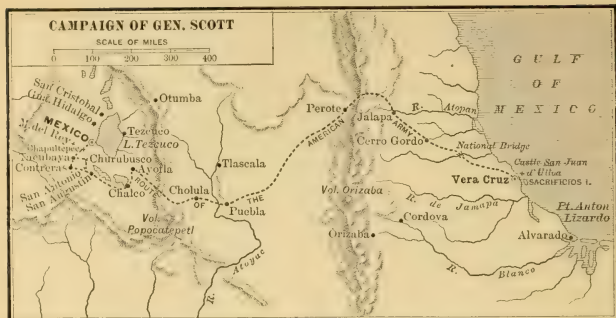 CAMPAIGN OF GEN. SCOTT
SCALE OF MILES
0 100 200 300 400
GULF
OF
MEXICO
San Cristobal
Gua. Hidalgo
Otumba
MEXICO
M. del Rey
Chapultepec
Tacubaya
Contreras
San Antonio
San Augustin
Tezcuco
L. Tezcuco
Churubusco
Ayotla
Chalco
ROUTE
OF
THE
AMERICAN
ARMY
Cholula
Vol.
Popocatepetl
Tlascala
Puebla
R.
Atoyac
Perote
Jalapa
R. Atopan
Cerro Gordo
National Bridge
Castle San Juan
d'Ulloa
SACRIFICIOS I.
Vera Cruz
Vol. Orizaba
R. de Jamapa
Cordova
Orizaba
Pt. Anton
Lizardo
Alvarado
R. Blanco